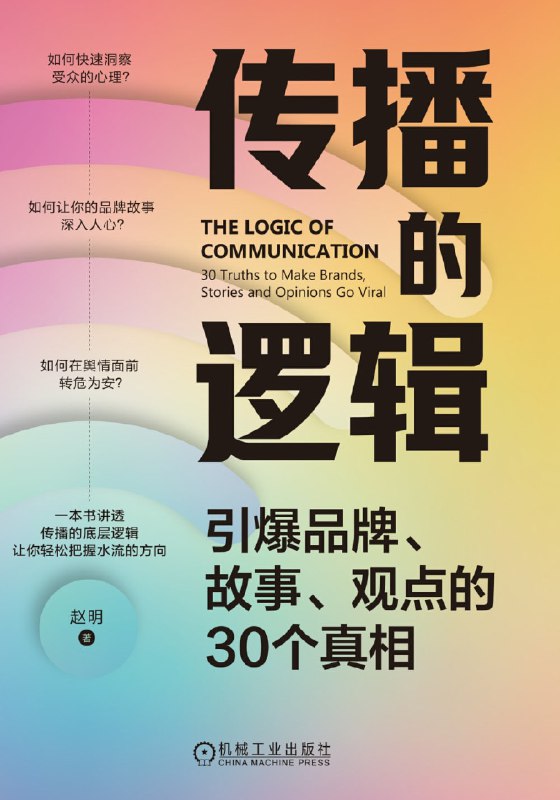 如何快速洞察
受众的心理?
如何让你的品牌故事
深入人心?
如何在舆情面前
转危为安?
一本书讲透
传播的底层逻辑
让你轻松把握水流的方向
赵明
著
传播
的
逻辑
THE LOGIC OF
COMMUNICATION
30 Truths to Make Brands,
Stories and Opinions Go Viral
引爆品牌、
故事、观点的
30个真相
机械工业出版社
CHINA MACHINE PRESS